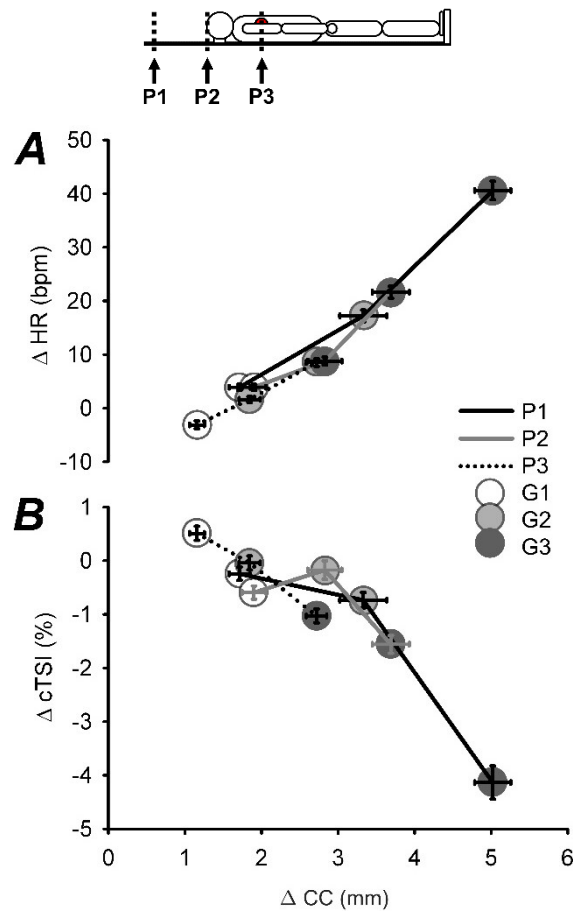 P1 P2 P3
A
50
40
30
20
10
0
-10
Δ HR (bpm)
P1
P2
P3
G1
G2
G3
B
1
0
-1
-2
-3
-4
-5
Δ cTSI (%)
0 1 2 3 4 5 6
Δ CC (mm)